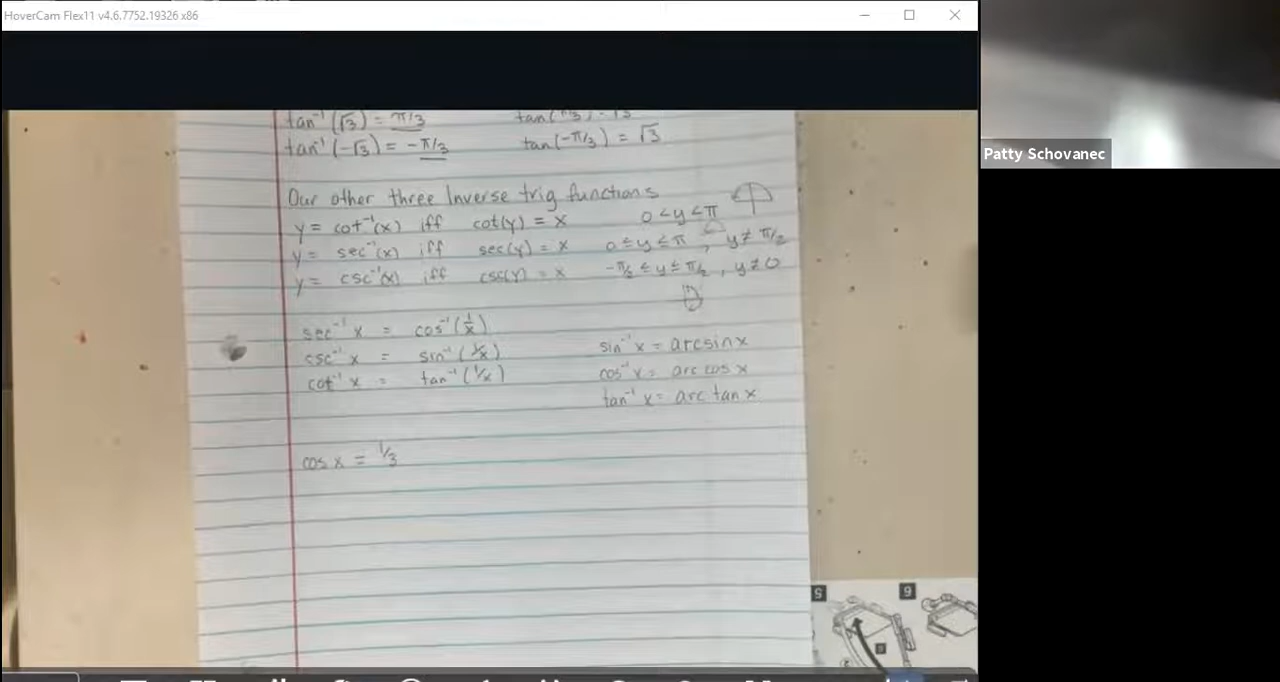 HoverCam Flex11 v4.6.7752.19326 x86
Patty Schovanec
tan⁻¹(√3) = π/3
tan⁻¹(-√3) = -π/3 tan(-π/3) = √3
Our other three Inverse trig functions
y = cot⁻¹(x) iff cot(y) = x 0 < y < π
y = sec⁻¹(x) iff sec(y) = x 0 ≤ y ≤ π , y ≠ π/2
y = csc⁻¹(x) iff csc(y) = x -π/2 ≤ y ≤ π/2 , y ≠ 0
sec⁻¹ x = cos⁻¹(1/x)
csc⁻¹ x = sin⁻¹(1/x) sin⁻¹ x = arcsin x
cot⁻¹ x = tan⁻¹(1/x) cos⁻¹ x = arc cos x
tan⁻¹ x = arc tan x
cos x = 1/3
5 6